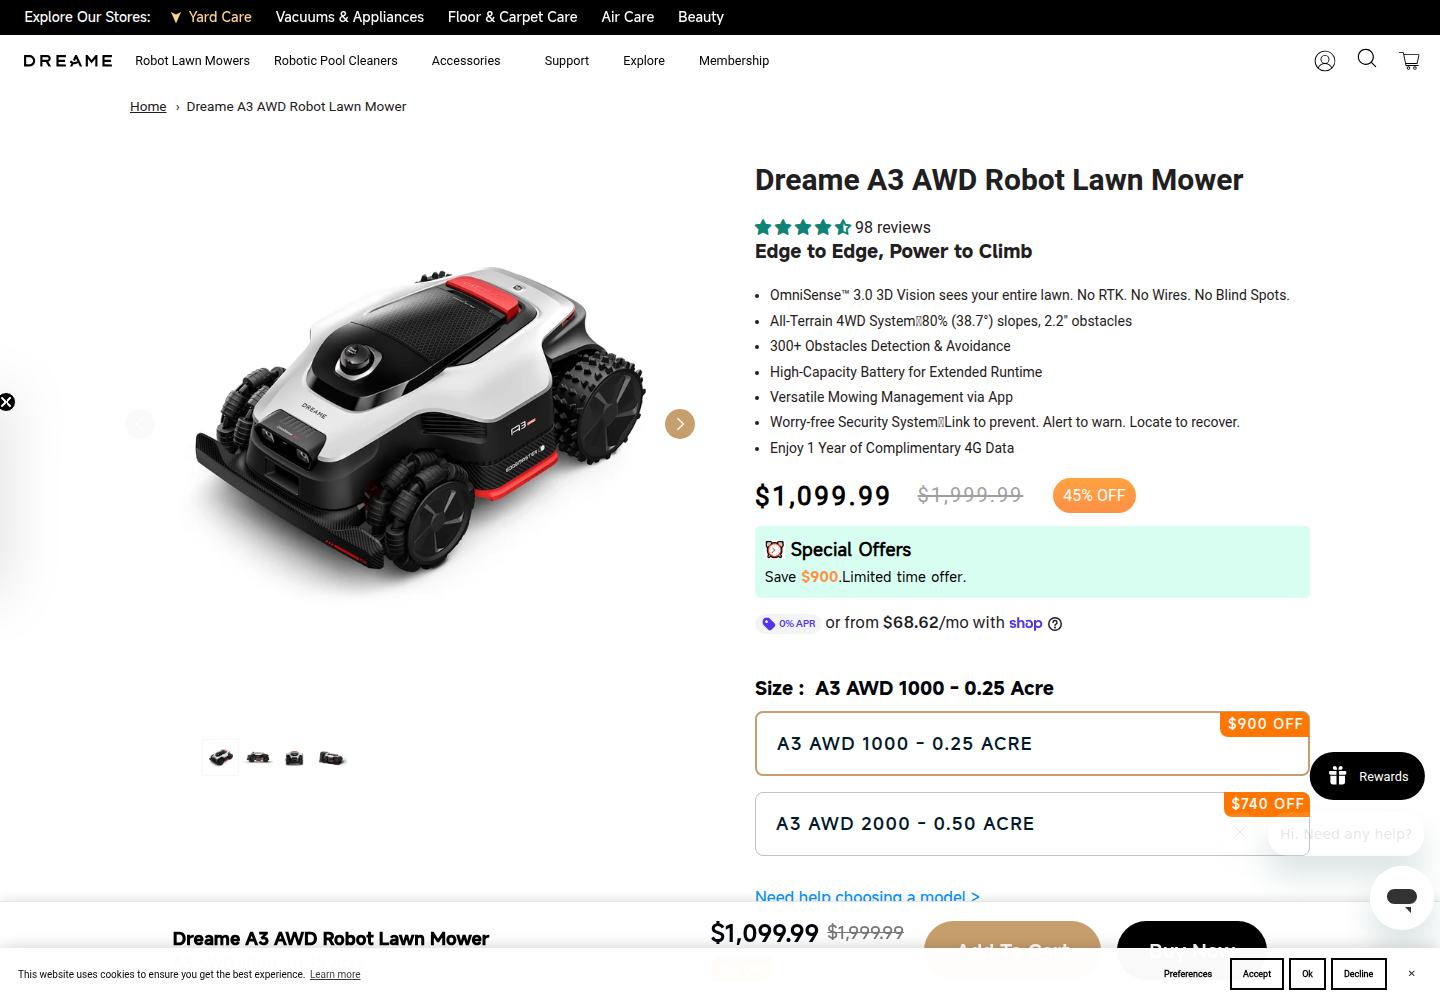 Explore Our Stores: Yard Care Vacuums & Appliances Floor & Carpet Care Air Care Beauty
DREAME Robot Lawn Mowers Robotic Pool Cleaners Accessories Support Explore Membership
Home › Dreame A3 AWD Robot Lawn Mower
Dreame A3 AWD Robot Lawn Mower
98 reviews
Edge to Edge, Power to Climb
• OmniSense™ 3.0 3D Vision sees your entire lawn. No RTK. No Wires. No Blind Spots.
• All-Terrain 4WD System 80% (38.7°) slopes, 2.2" obstacles
• 300+ Obstacles Detection & Avoidance
• High-Capacity Battery for Extended Runtime
• Versatile Mowing Management via App
• Worry-free Security System Link to prevent. Alert to warn. Locate to recover.
• Enjoy 1 Year of Complimentary 4G Data
DREAME
A3
EDGEMASTER
$1,099.99 $1,999.99 45% OFF
⏰ Special Offers
Save $900.Limited time offer.
0% APR or from $68.62/mo with shop
Size : A3 AWD 1000 - 0.25 Acre
$900 OFF
A3 AWD 1000 - 0.25 ACRE
Rewards
$740 OFF
A3 AWD 2000 - 0.50 ACRE
Hi. Need any help?
Need help choosing a model >
Dreame A3 AWD Robot Lawn Mower
$1,099.99 $1,999.99
Add To Cart Buy Now
This website uses cookies to ensure you get the best experience. Learn more
Preferences Accept Ok Decline ×